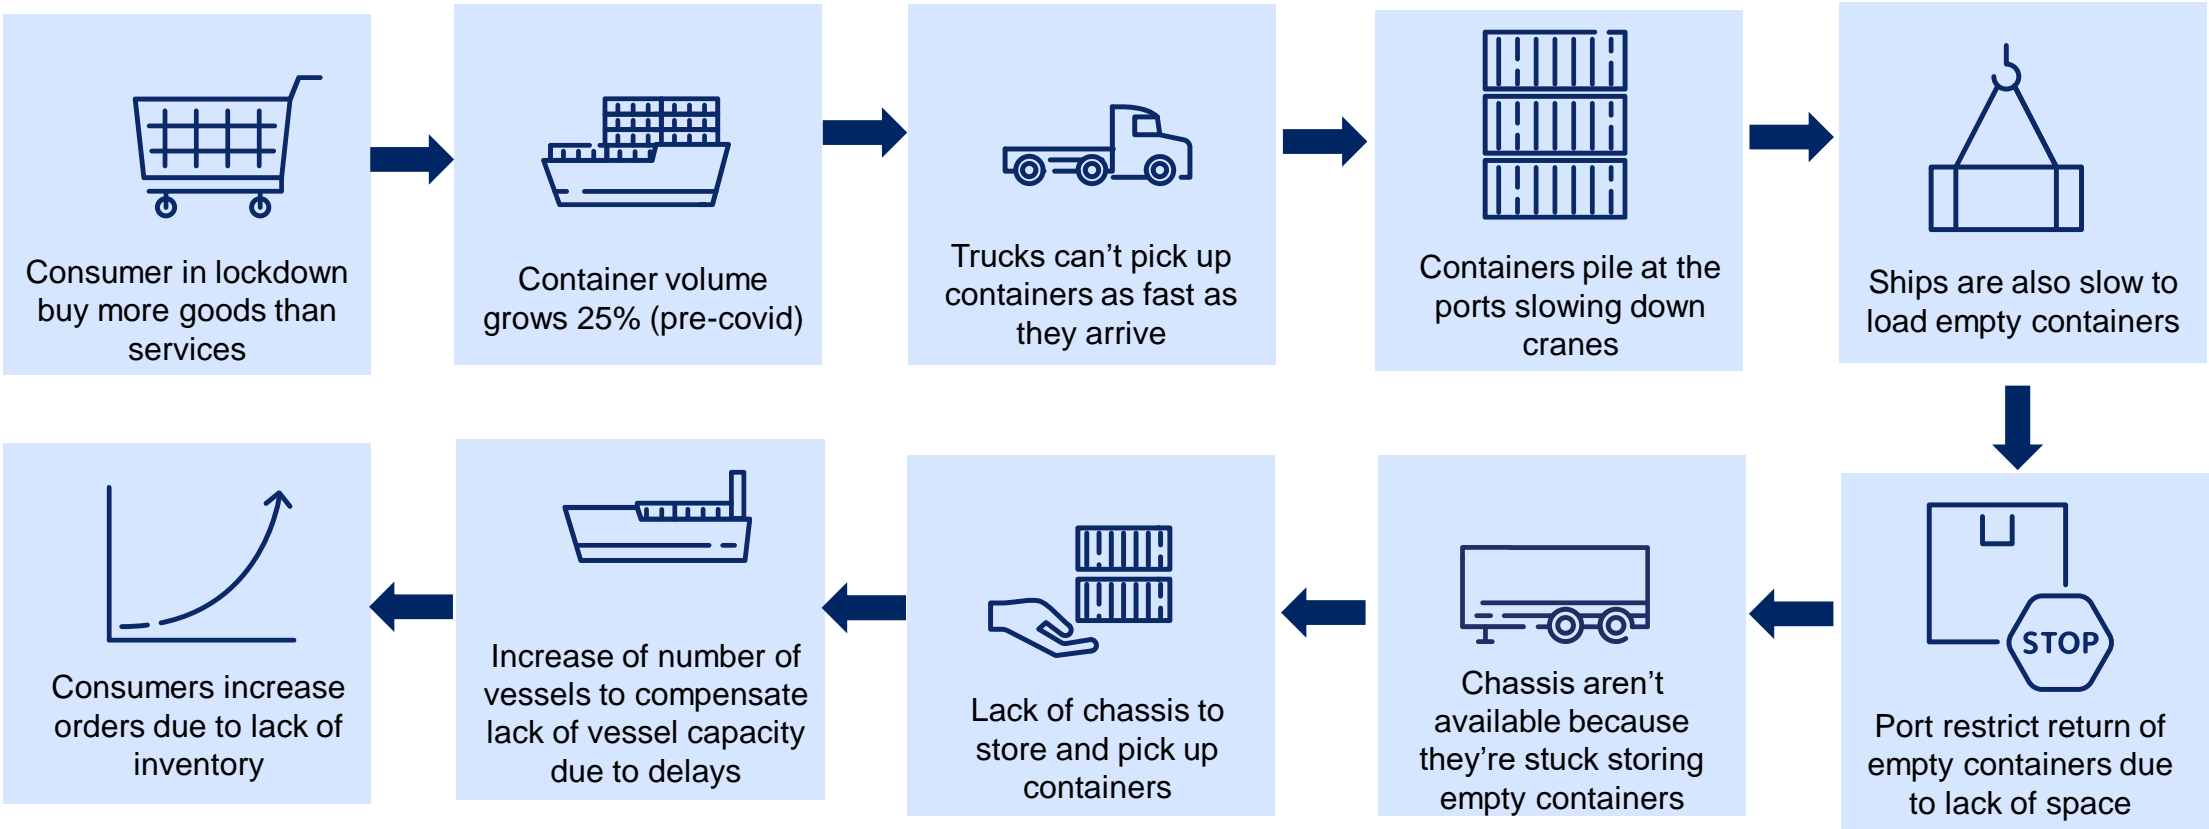 Consumer in lockdown
buy more goods than
services
Container volume
grows 25% (pre-covid)
Trucks can’t pick up
containers as fast as
they arrive
Containers pile at the
ports slowing down
cranes
Ships are also slow to
load empty containers
STOP
Port restrict return of
empty containers due
to lack of space
Chassis aren’t
available because
they’re stuck storing
empty containers
Lack of chassis to
store and pick up
containers
Increase of number of
vessels to compensate
lack of vessel capacity
due to delays
Consumers increase
orders due to lack of
inventory